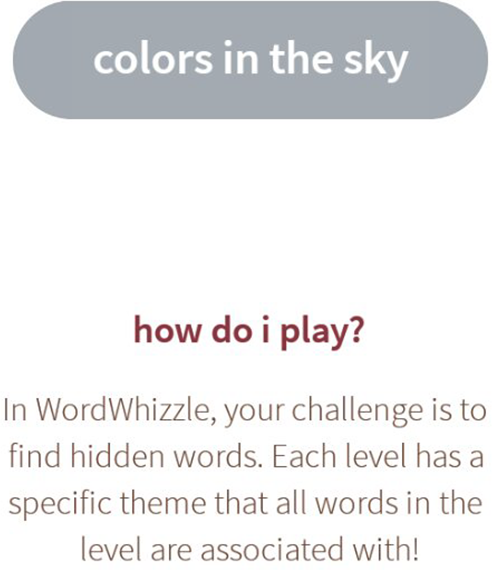 colors in the sky
how do i play?
In WordWhizzle, your challenge is to
find hidden words. Each level has a
specific theme that all words in the
level are associated with!